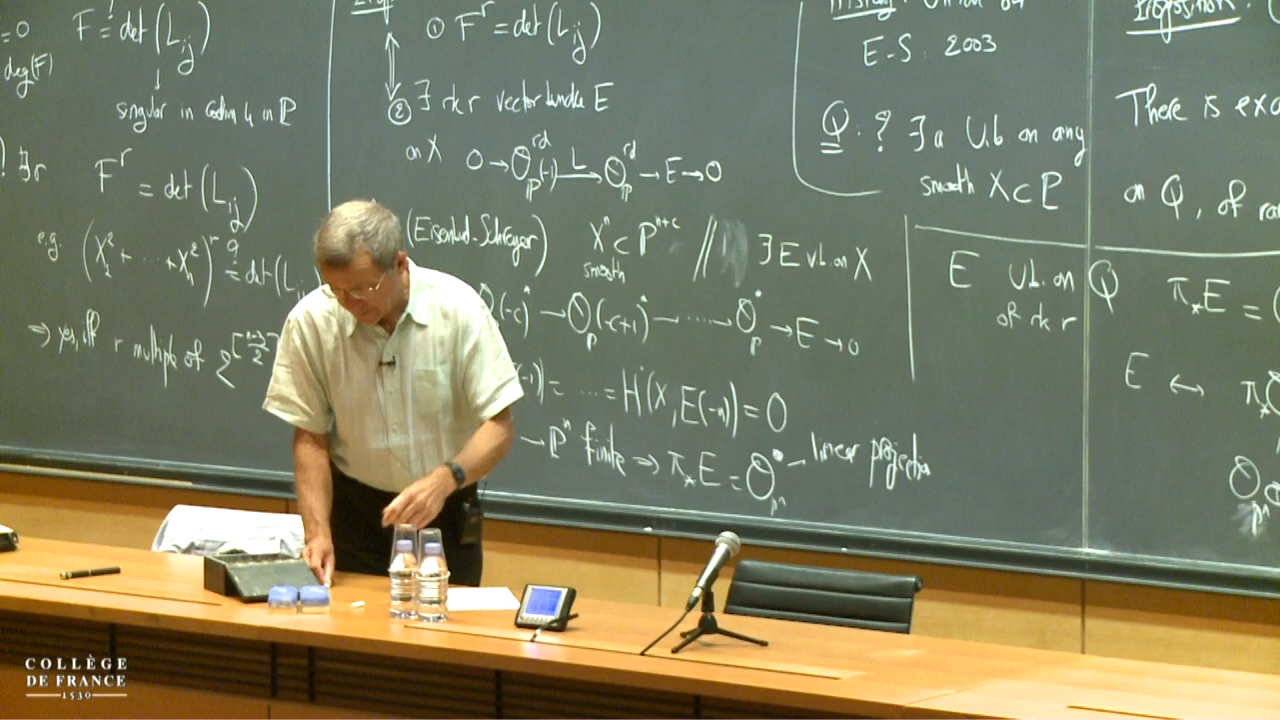 = 0
deg(F)
F = det(L_ij)
singular in codim 4 in P
∃ r
F^r = det(L_ij)
e.g. (X_1^2 + ... + X_n^2)^r = det(L_ij
⇒ yes, iff r multiple of 2^[
① F^r = det(L_ij)
② ∃ rk r vector bundle E
on X 0 → O_P^{rd}(-1) →^L O_P^{rd} → E → 0
(Eisenbud-Schreyer) X^n ⊂ P^{n+c} // ∃ E v.b. on X
smooth
(-c)^• → O_P(-c+1)^• → ..... → O_P^• → E → 0
-1) = ... = H^•(X, E(-n)) = 0
→ P^n finite ⇒ π_* E = O_{P^n}^• – linear projection
E.S. 2003
Q: ? ∃ a U.b. on any
smooth X ⊂ P
There is exa
on Q, of ra
E U.b. on Q π_* E =
of rk r
E ↔ π_*
O_{P^n}
COLLÈGE
DE FRANCE
1530